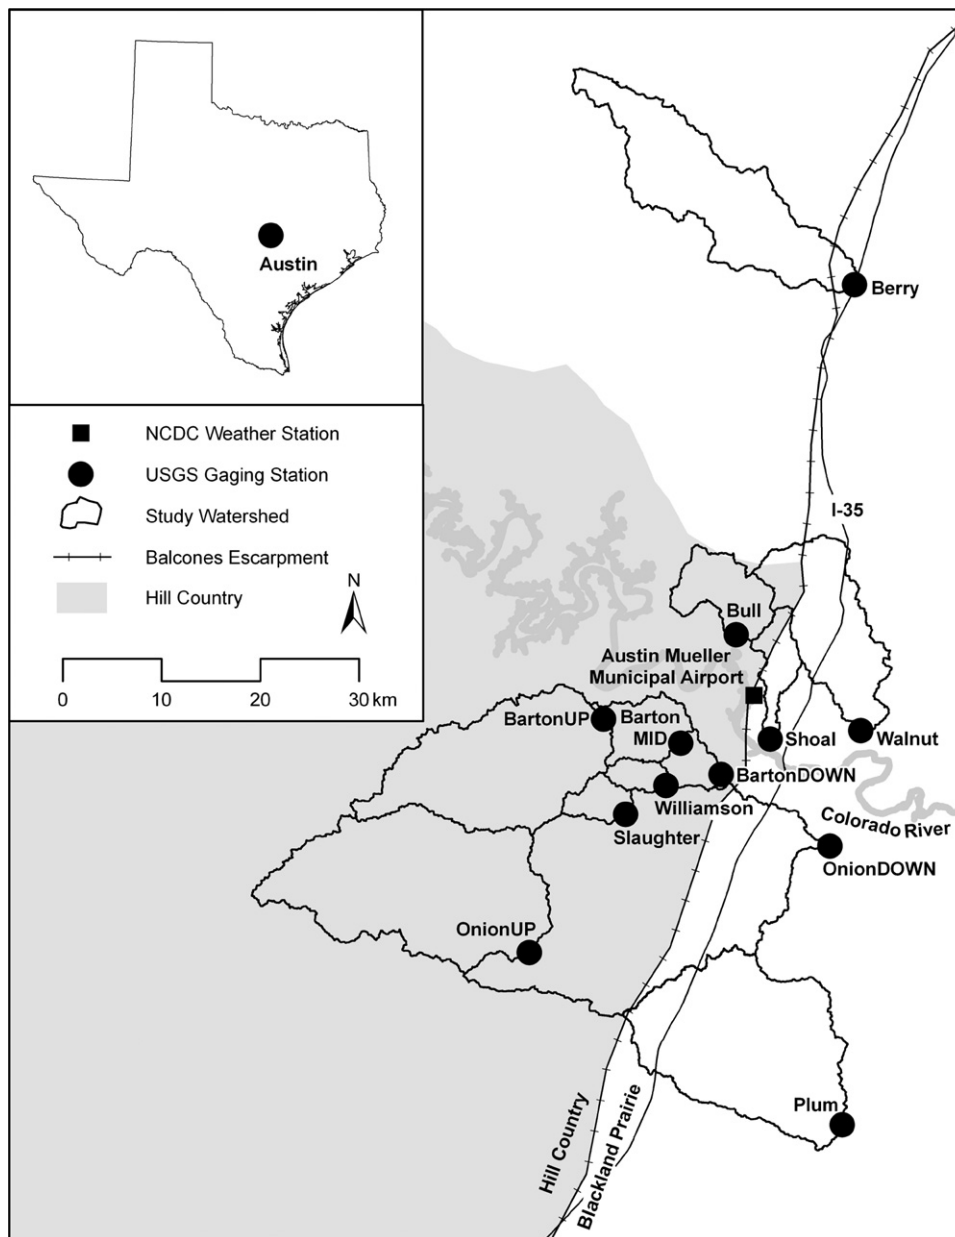 Austin
NCDC Weather Station
USGS Gaging Station
Study Watershed
Balcones Escarpment
Hill Country
N
0 10 20 30 km
Berry
I-35
Bull
Austin Mueller
Municipal Airport
BartonUP
Barton
MID
Shoal
Walnut
BartonDOWN
Williamson
Slaughter
Colorado River
OnionDOWN
OnionUP
Plum
Hill Country
Blackland Prairie